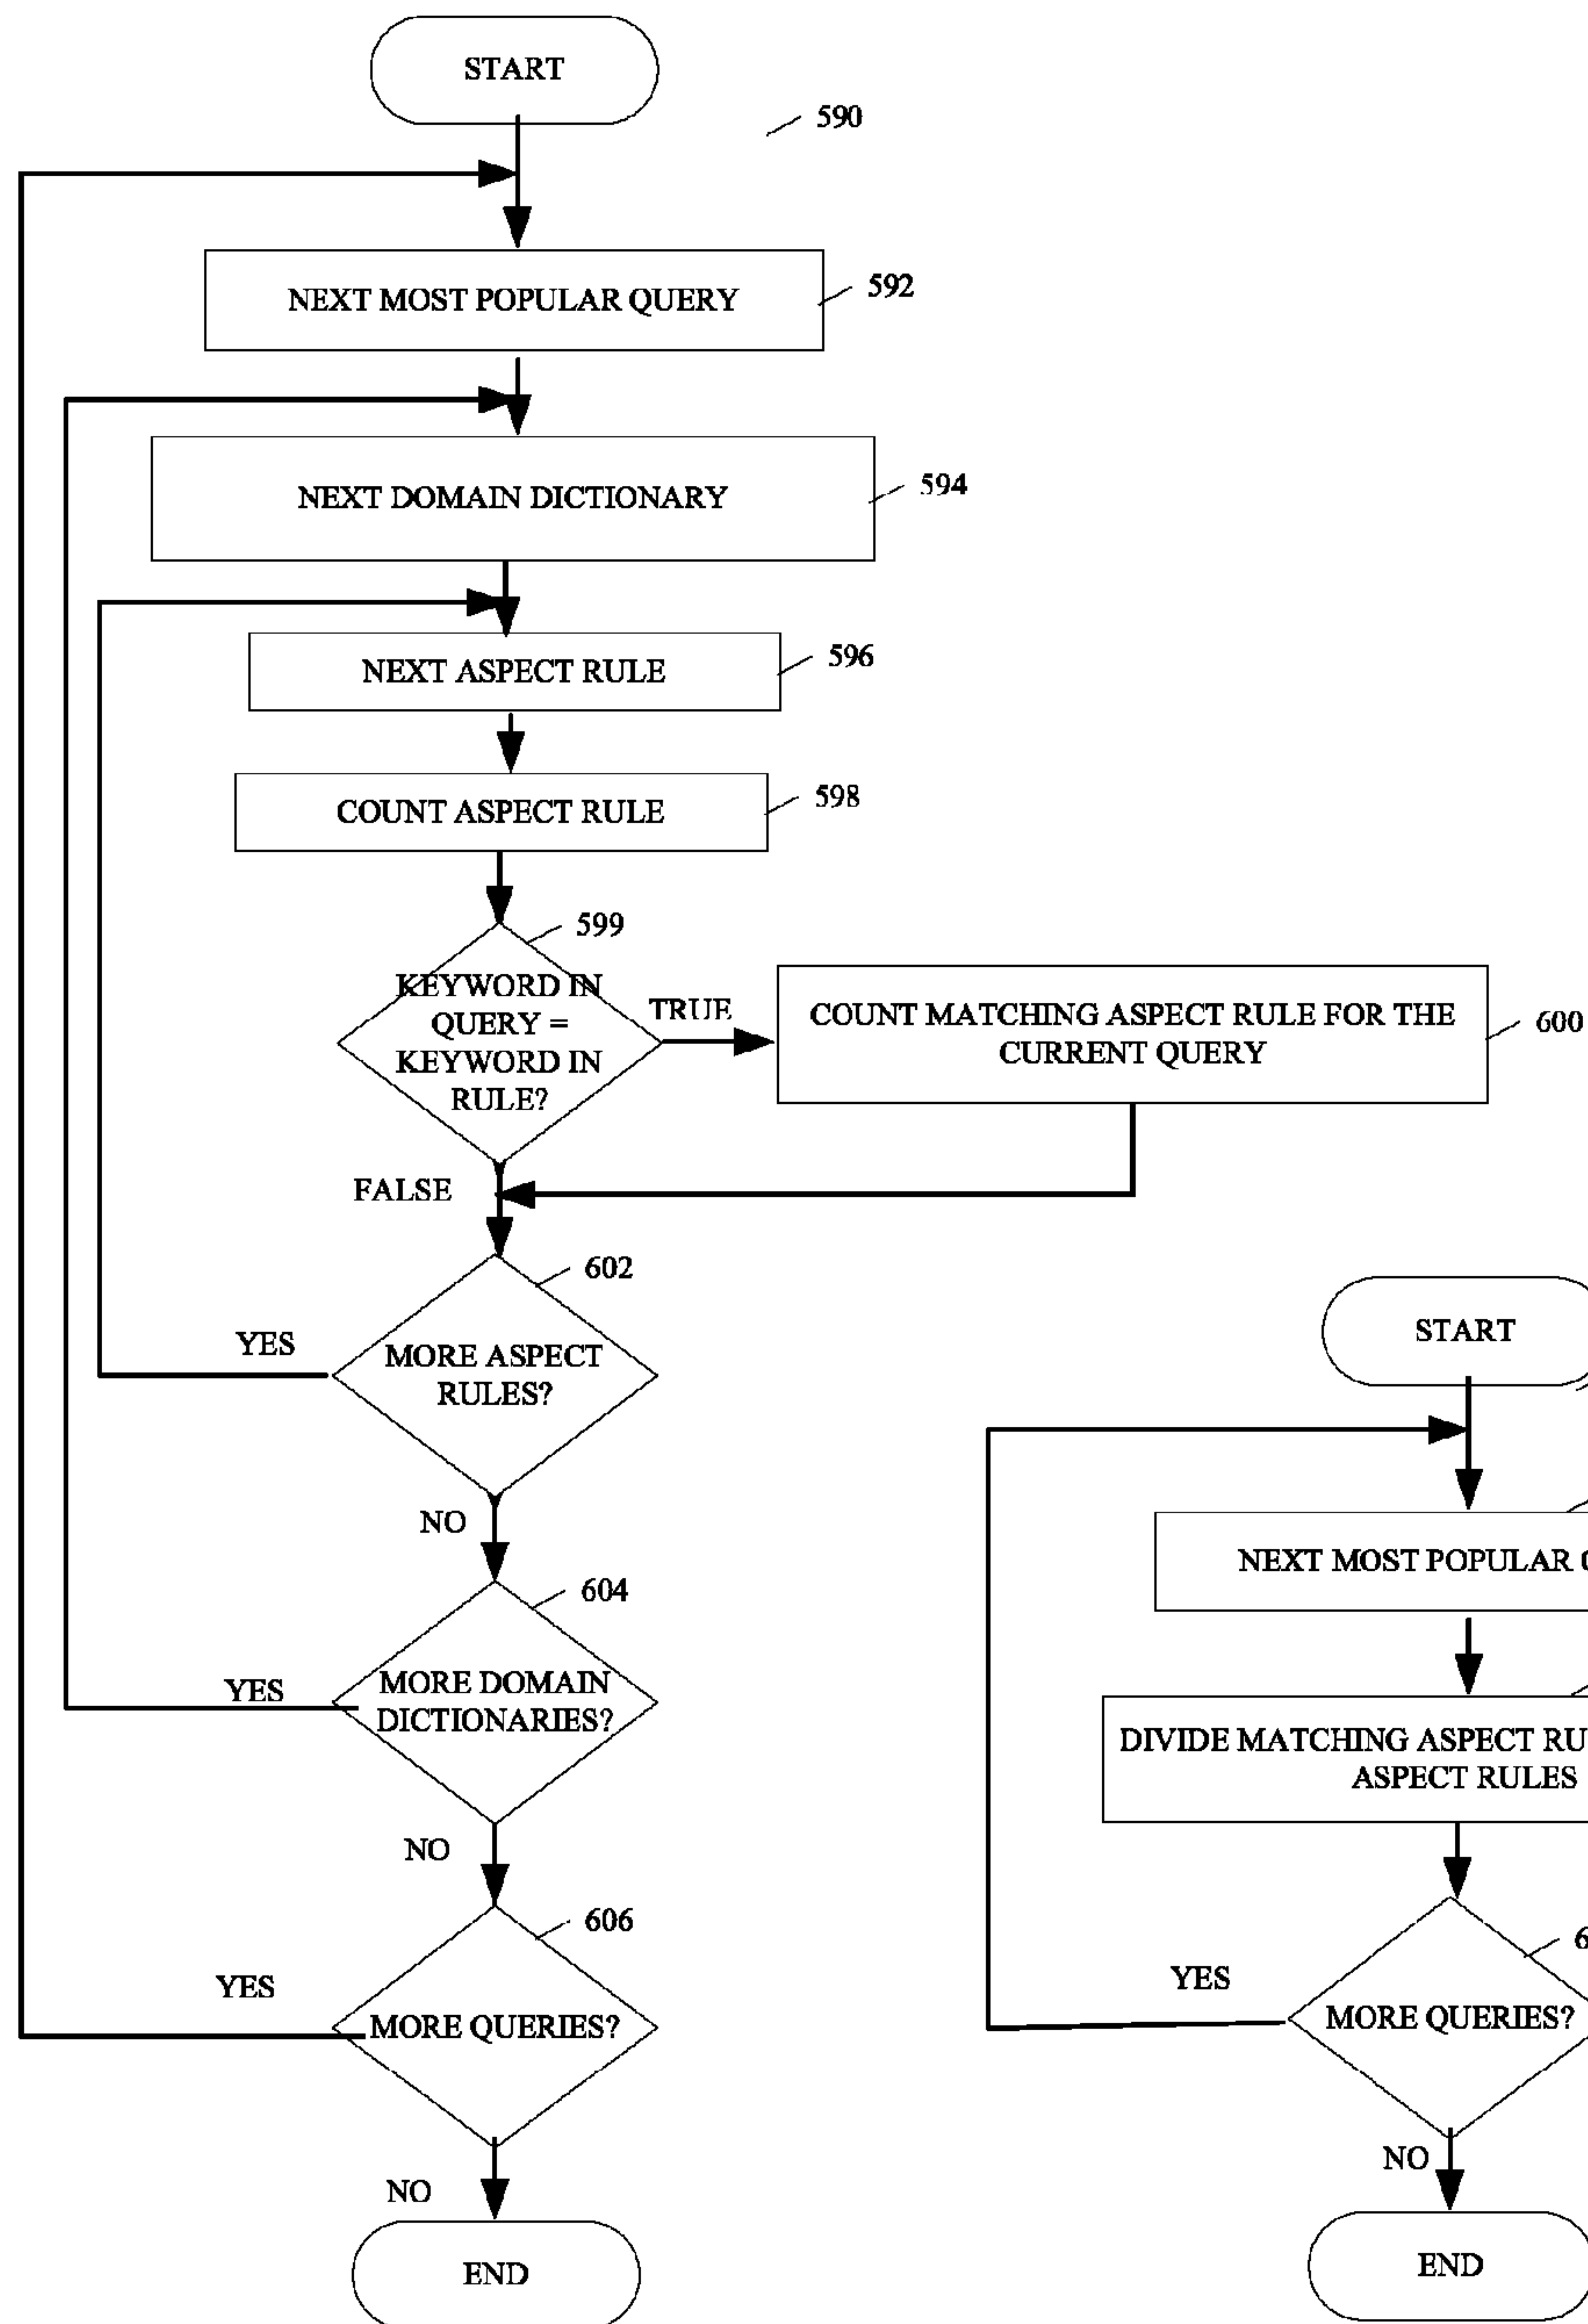 START
590
NEXT MOST POPULAR QUERY
592
NEXT DOMAIN DICTIONARY
594
NEXT ASPECT RULE
596
COUNT ASPECT RULE
598
599
KEYWORD IN
QUERY =
KEYWORD IN
RULE?
TRUE
COUNT MATCHING ASPECT RULE FOR THE
CURRENT QUERY
600
FALSE
602
MORE ASPECT
RULES?
YES
NO
604
MORE DOMAIN
DICTIONARIES?
YES
NO
606
MORE QUERIES?
YES
NO
END
START
NEXT MOST POPULAR
DIVIDE MATCHING ASPECT
ASPECT RULES
MORE QUERIES?
YES
NO
END